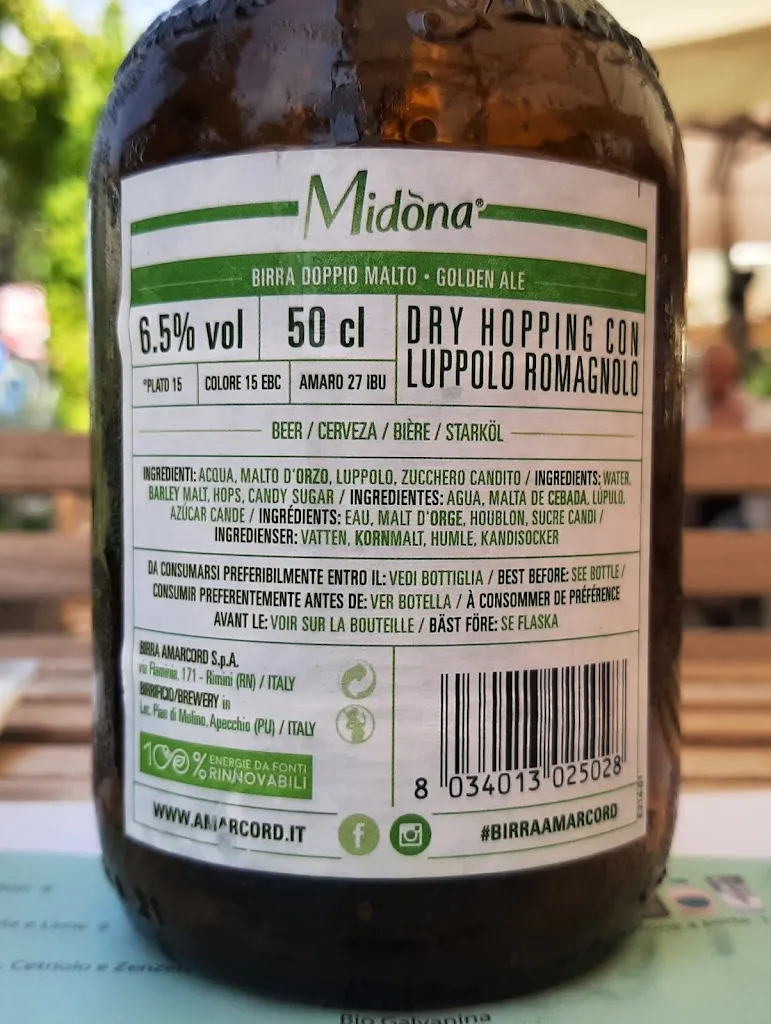 Midòna®
BIRRA DOPPIO MALTO • GOLDEN ALE
6.5% vol
50 cl
DRY HOPPING CON
LUPPOLO ROMAGNOLO
°PLATO 15
COLORE 15 EBC
AMARO 27 IBU
BEER / CERVEZA / BIÈRE / STARKÖL
INGREDIENTI: ACQUA, MALTO D'ORZO, LUPPOLO, ZUCCHERO CANDITO / INGREDIENTS: WATER,
BARLEY MALT, HOPS, CANDY SUGAR / INGREDIENTES: AGUA, MALTA DE CEBADA, LÚPULO,
AZÚCAR CANDE / INGRÉDIENTS: EAU, MALT D'ORGE, HOUBLON, SUCRE CANDI /
INGREDIENSER: VATTEN, KORNMALT, HUMLE, KANDISOCKER
DA CONSUMARSI PREFERIBILMENTE ENTRO IL: VEDI BOTTIGLIA / BEST BEFORE: SEE BOTTLE /
CONSUMIR PREFERENTEMENTE ANTES DE: VER BOTELLA / À CONSOMMER DE PRÉFÉRENCE
AVANT LE: VOIR SUR LA BOUTEILLE / BÄST FÖRE: SE FLASKA
BIRRA AMARCORD S.p.A.
via Flaminia, 171 - Rimini (RN) / ITALY
BIRRIFICIO/BREWERY in
Loc. Pian di Molino, Apecchio (PU) / ITALY
100% ENERGIE DA FONTI
RINNOVABILI
8 034013 025028
WWW.AMARCORD.IT
#BIRRAAMARCORD
Cetriolo e
Bio Galvanina